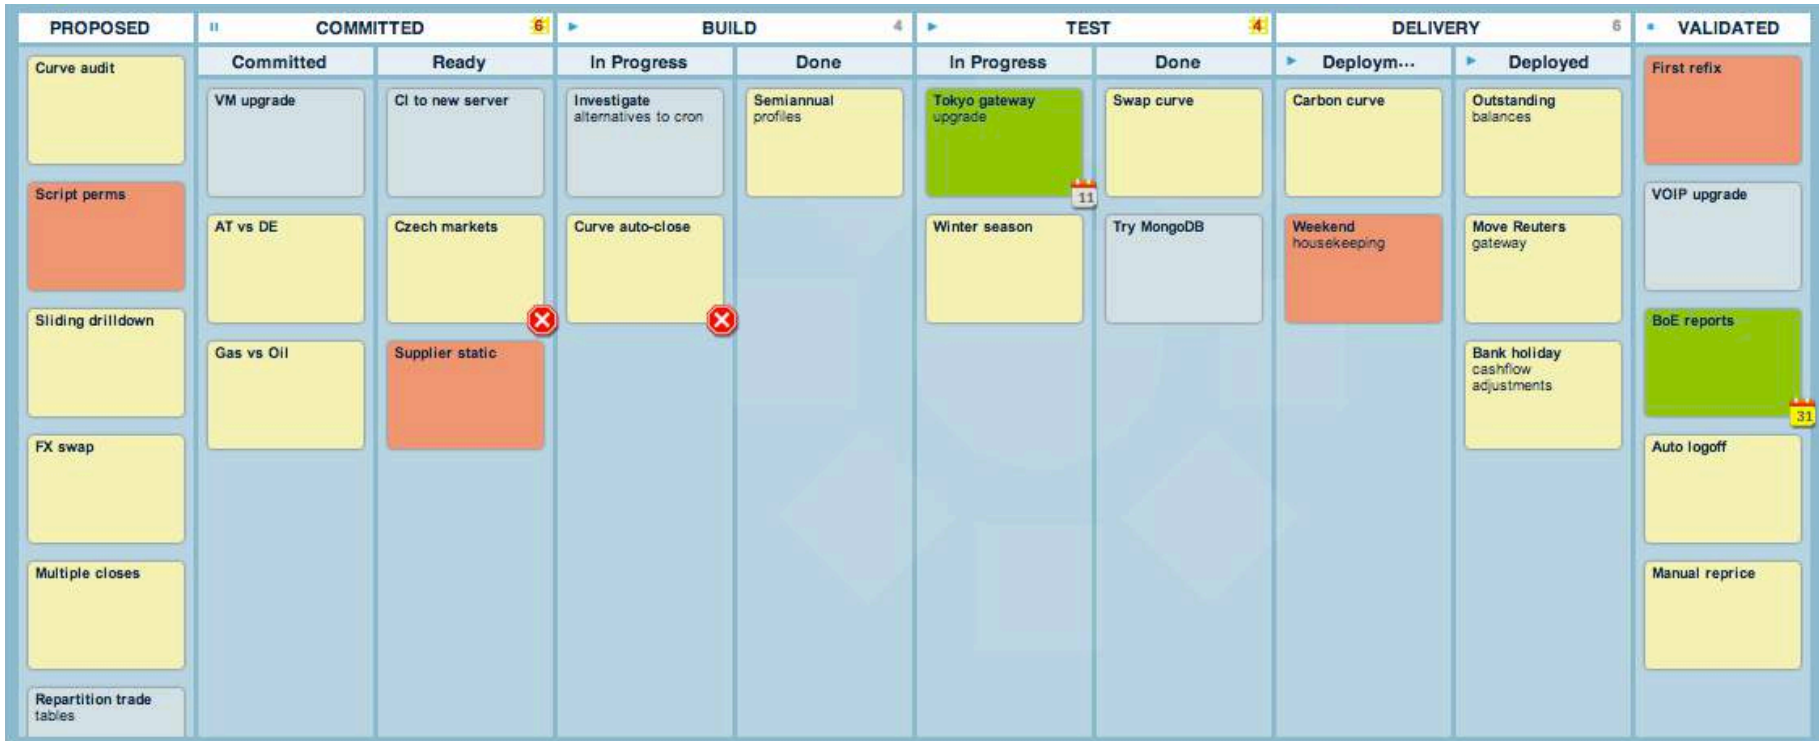 PROPOSED
COMMITTED 6
BUILD 4
TEST 4
DELIVERY 6
VALIDATED
Committed
Ready
In Progress
Done
In Progress
Done
Deploym...
Deployed
Curve audit
Script perms
Sliding drilldown
FX swap
Multiple closes
Repartition trade
tables
VM upgrade
AT vs DE
Gas vs Oil
CI to new server
Czech markets
Supplier static
Investigate
alternatives to cron
Curve auto-close
Semiannual
profiles
Tokyo gateway
upgrade
11
Winter season
Swap curve
Try MongoDB
Carbon curve
Weekend
housekeeping
Outstanding
balances
Move Reuters
gateway
Bank holiday
cashflow
adjustments
First refix
VOIP upgrade
BoE reports
31
Auto logoff
Manual reprice